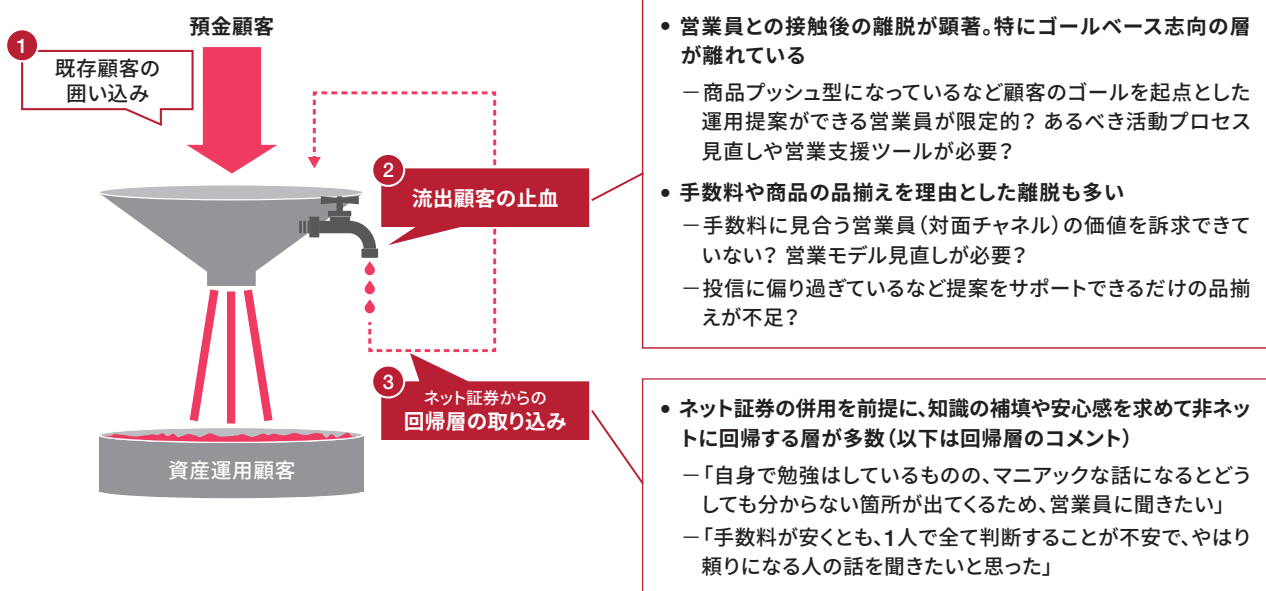 預金顧客
1
既存顧客の
囲い込み
2
流出顧客の止血
3
ネット証券からの
回帰層の取り込み
資産運用顧客
• 営業員との接触後の離脱が顕著。特にゴールベース志向の層
が離れている
－商品プッシュ型になっているなど顧客のゴールを起点とした
運用提案ができる営業員が限定的？ あるべき活動プロセス
見直しや営業支援ツールが必要？
• 手数料や商品の品揃えを理由とした離脱も多い
－手数料に見合う営業員（対面チャネル）の価値を訴求できて
いない？ 営業モデル見直しが必要？
－投信に偏り過ぎているなど提案をサポートできるだけの品揃
えが不足？
• ネット証券の併用を前提に、知識の補填や安心感を求めて非ネッ
トに回帰する層が多数（以下は回帰層のコメント）
－「自身で勉強はしているものの、マニアックな話になるとどう
しても分からない箇所が出てくるため、営業員に聞きたい」
－「手数料が安くとも、1人で全て判断することが不安で、やはり
頼りになる人の話を聞きたいと思った」